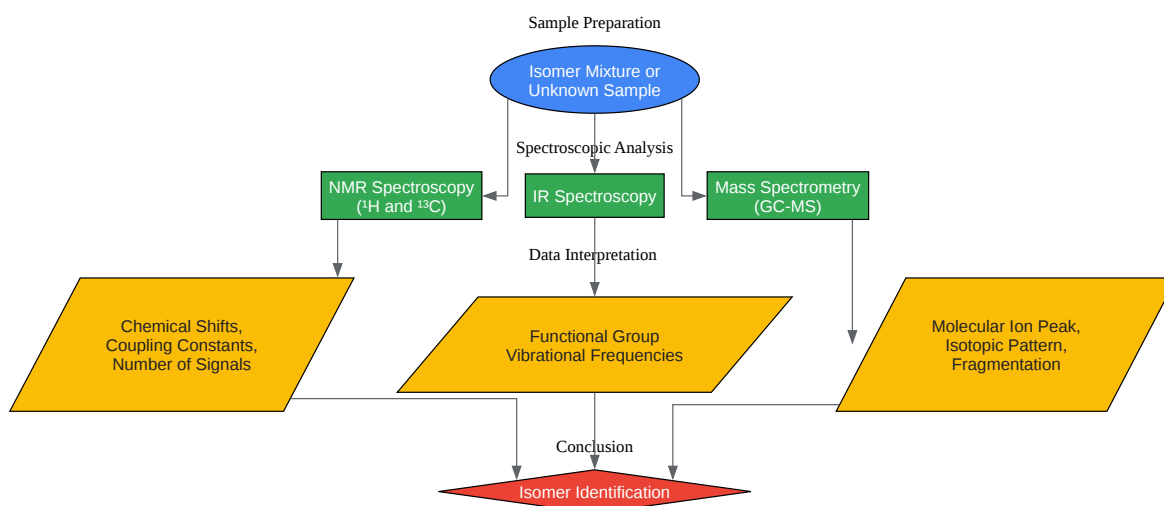 Sample Preparation
Isomer Mixture or
Unknown Sample
Spectroscopic Analysis
NMR Spectroscopy
(¹H and ¹³C)
IR Spectroscopy
Mass Spectrometry
(GC-MS)
Data Interpretation
Chemical Shifts,
Coupling Constants,
Number of Signals
Functional Group
Vibrational Frequencies
Molecular Ion Peak,
Isotopic Pattern,
Fragmentation
Conclusion
Isomer Identification